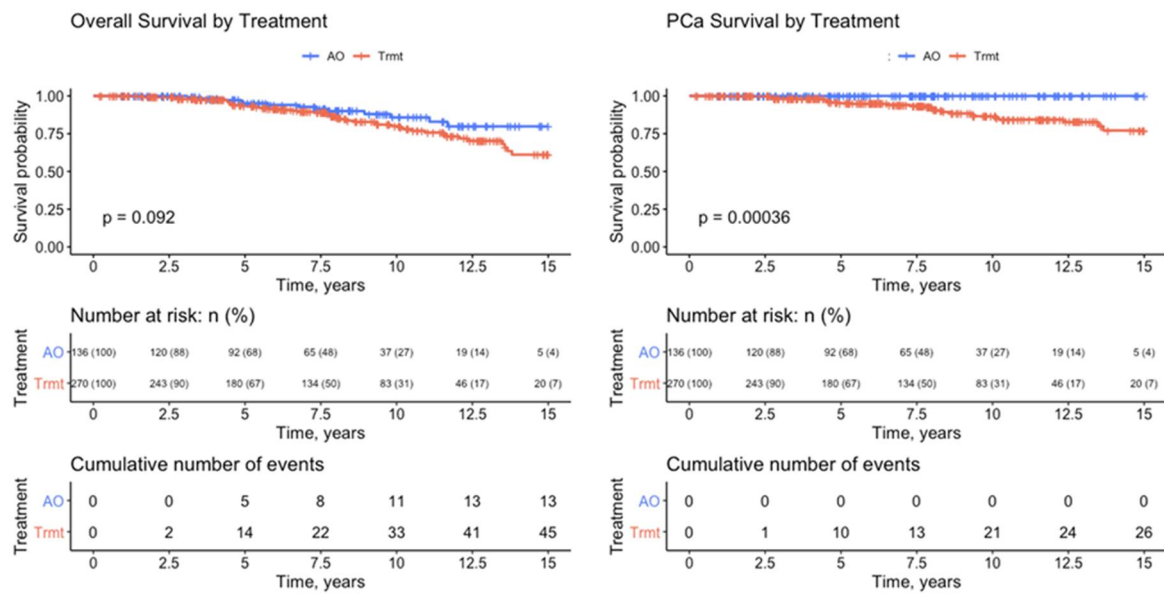 Overall Survival by Treatment
AO Trmt
Survival probability
1.00
0.75
0.50
0.25
0.00
p = 0.092
0 2.5 5 7.5 10 12.5 15
Time, years
Number at risk: n (%)
Treatment
AO 136 (100) 120 (88) 92 (68) 65 (48) 37 (27) 19 (14) 5 (4)
Trmt 270 (100) 243 (90) 180 (67) 134 (50) 83 (31) 46 (17) 20 (7)
0 2.5 5 7.5 10 12.5 15
Time, years
Cumulative number of events
Treatment
AO 0 0 5 8 11 13 13
Trmt 0 2 14 22 33 41 45
0 2.5 5 7.5 10 12.5 15
Time, years
PCa Survival by Treatment
: AO Trmt
Survival probability
1.00
0.75
0.50
0.25
0.00
p = 0.00036
0 2.5 5 7.5 10 12.5 15
Time, years
Number at risk: n (%)
Treatment
AO 136 (100) 120 (88) 92 (68) 65 (48) 37 (27) 19 (14) 5 (4)
Trmt 270 (100) 243 (90) 180 (67) 134 (50) 83 (31) 46 (17) 20 (7)
0 2.5 5 7.5 10 12.5 15
Time, years
Cumulative number of events
Treatment
AO 0 0 0 0 0 0 0
Trmt 0 1 10 13 21 24 26
0 2.5 5 7.5 10 12.5 15
Time, years